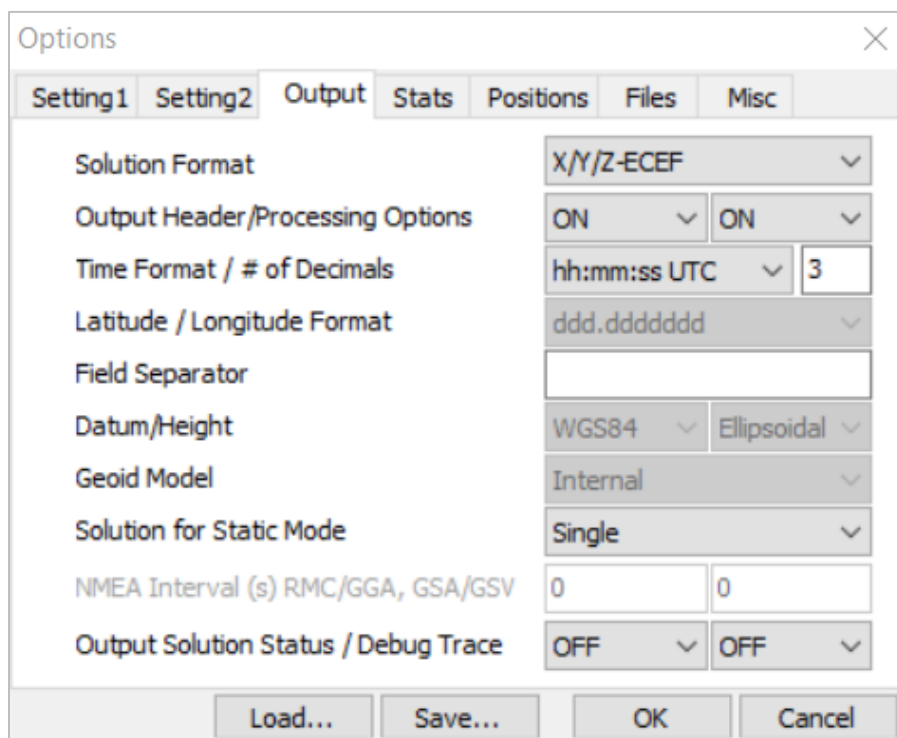 Options
Setting1 Setting2 Output Stats Positions Files Misc
Solution Format X/Y/Z-ECEF
Output Header/Processing Options ON ON
Time Format / # of Decimals hh:mm:ss UTC 3
Latitude / Longitude Format ddd.ddddddd
Field Separator
Datum/Height WGS84 Ellipsoidal
Geoid Model Internal
Solution for Static Mode Single
NMEA Interval (s) RMC/GGA, GSA/GSV 0 0
Output Solution Status / Debug Trace OFF OFF
Load... Save... OK Cancel